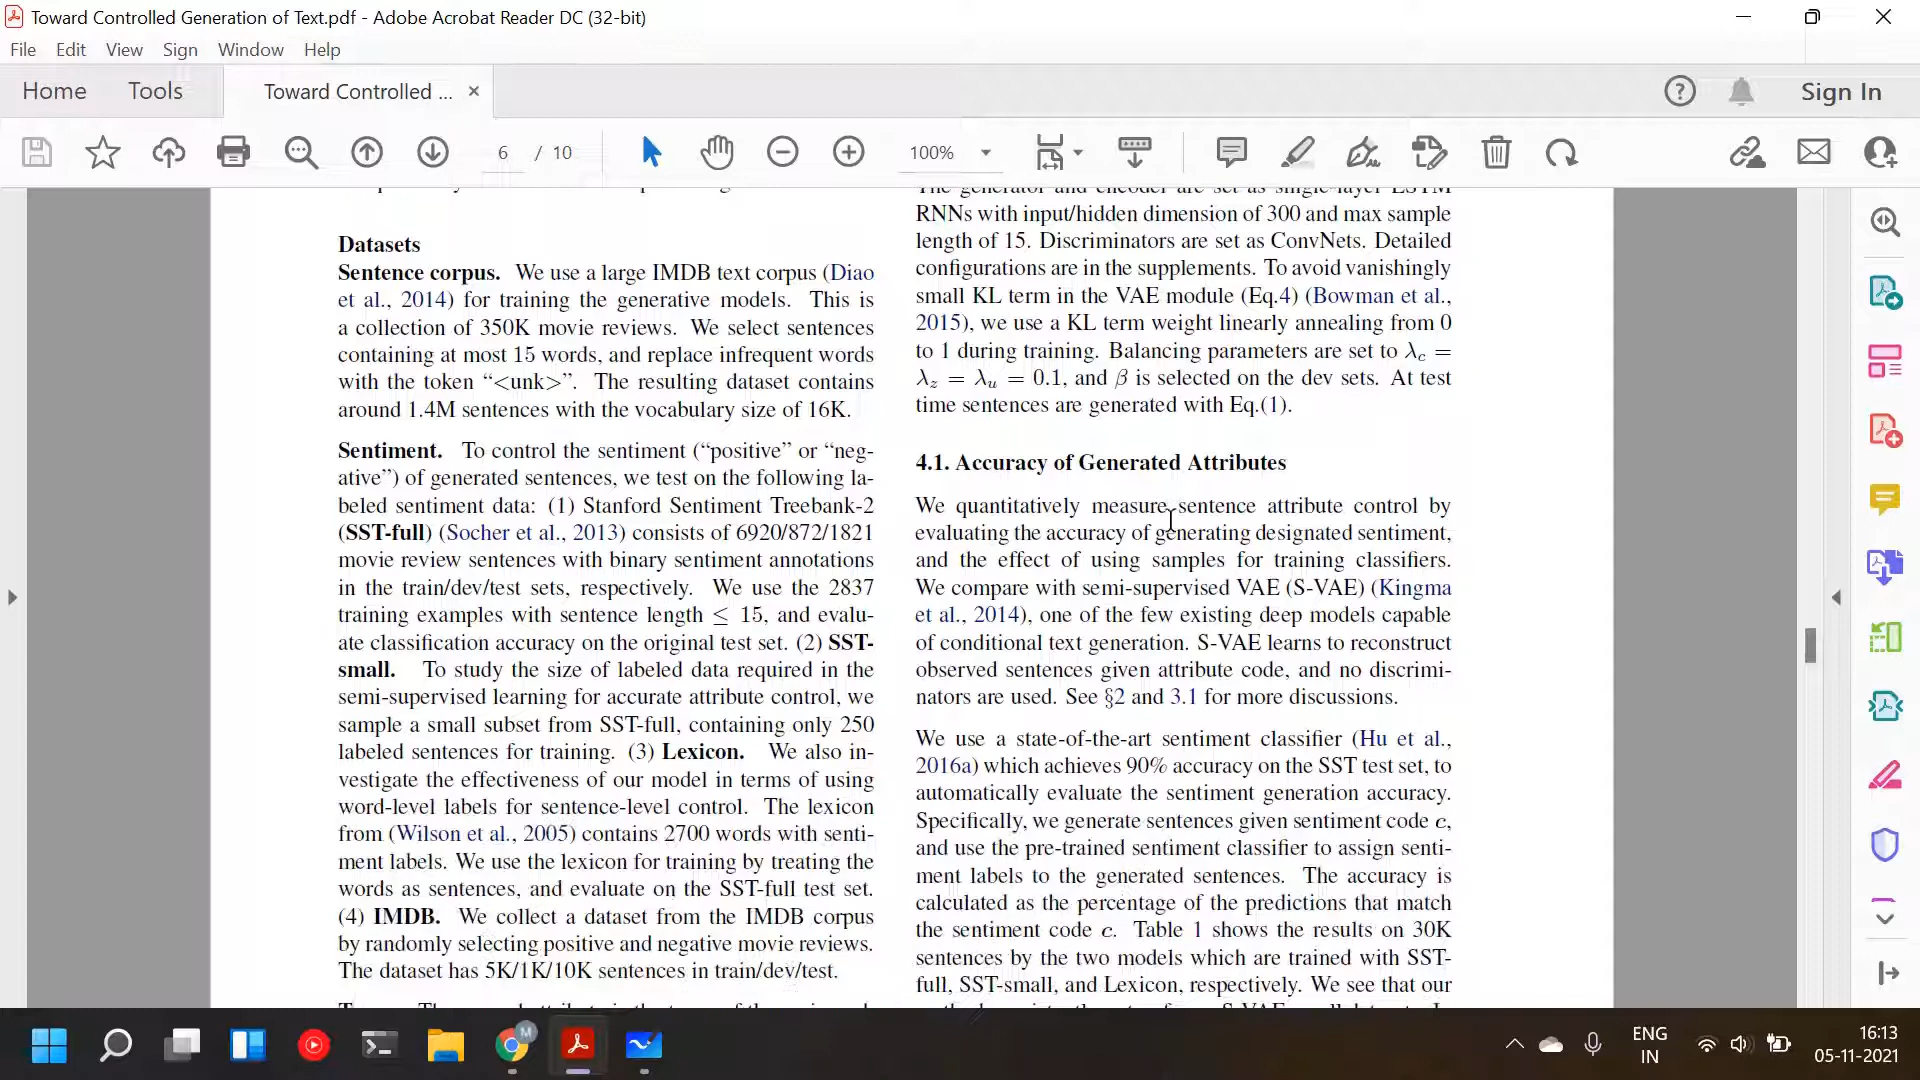 Toward Controlled Generation of Text.pdf - Adobe Acrobat Reader DC (32-bit)
File Edit View Sign Window Help
Home Tools Toward Controlled ... × Sign In
6 / 10 100%
Datasets
Sentence corpus. We use a large IMDB text corpus (Diao
et al., 2014) for training the generative models. This is
a collection of 350K movie reviews. We select sentences
containing at most 15 words, and replace infrequent words
with the token “<unk>”. The resulting dataset contains
around 1.4M sentences with the vocabulary size of 16K.
Sentiment. To control the sentiment (“positive” or “neg-
ative”) of generated sentences, we test on the following la-
beled sentiment data: (1) Stanford Sentiment Treebank-2
(SST-full) (Socher et al., 2013) consists of 6920/872/1821
movie review sentences with binary sentiment annotations
in the train/dev/test sets, respectively. We use the 2837
training examples with sentence length ≤ 15, and evalu-
ate classification accuracy on the original test set. (2) SST-
small. To study the size of labeled data required in the
semi-supervised learning for accurate attribute control, we
sample a small subset from SST-full, containing only 250
labeled sentences for training. (3) Lexicon. We also in-
vestigate the effectiveness of our model in terms of using
word-level labels for sentence-level control. The lexicon
from (Wilson et al., 2005) contains 2700 words with senti-
ment labels. We use the lexicon for training by treating the
words as sentences, and evaluate on the SST-full test set.
(4) IMDB. We collect a dataset from the IMDB corpus
by randomly selecting positive and negative movie reviews.
The dataset has 5K/1K/10K sentences in train/dev/test.
The generator and encoder are set as single-layer LSTM
RNNs with input/hidden dimension of 300 and max sample
length of 15. Discriminators are set as ConvNets. Detailed
configurations are in the supplements. To avoid vanishingly
small KL term in the VAE module (Eq.4) (Bowman et al.,
2015), we use a KL term weight linearly annealing from 0
to 1 during training. Balancing parameters are set to λc =
λz = λu = 0.1, and β is selected on the dev sets. At test
time sentences are generated with Eq.(1).
4.1. Accuracy of Generated Attributes
We quantitatively measure sentence attribute control by
evaluating the accuracy of generating designated sentiment,
and the effect of using samples for training classifiers.
We compare with semi-supervised VAE (S-VAE) (Kingma
et al., 2014), one of the few existing deep models capable
of conditional text generation. S-VAE learns to reconstruct
observed sentences given attribute code, and no discrimi-
nators are used. See §2 and 3.1 for more discussions.
We use a state-of-the-art sentiment classifier (Hu et al.,
2016a) which achieves 90% accuracy on the SST test set, to
automatically evaluate the sentiment generation accuracy.
Specifically, we generate sentences given sentiment code c,
and use the pre-trained sentiment classifier to assign senti-
ment labels to the generated sentences. The accuracy is
calculated as the percentage of the predictions that match
the sentiment code c. Table 1 shows the results on 30K
sentences by the two models which are trained with SST-
full, SST-small, and Lexicon, respectively. We see that our
M
ENG
IN
16:13
05-11-2021